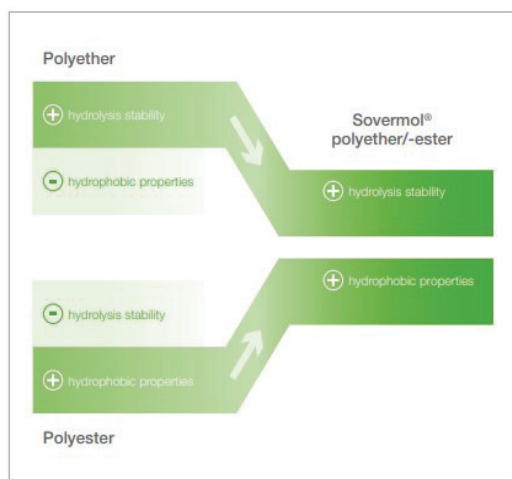 Polyether
+ hydrolysis stability
- hydrophobic properties
Sovermol®
polyether/-ester
+ hydrolysis stability
+ hydrophobic properties
- hydrolysis stability
+ hydrophobic properties
Polyester